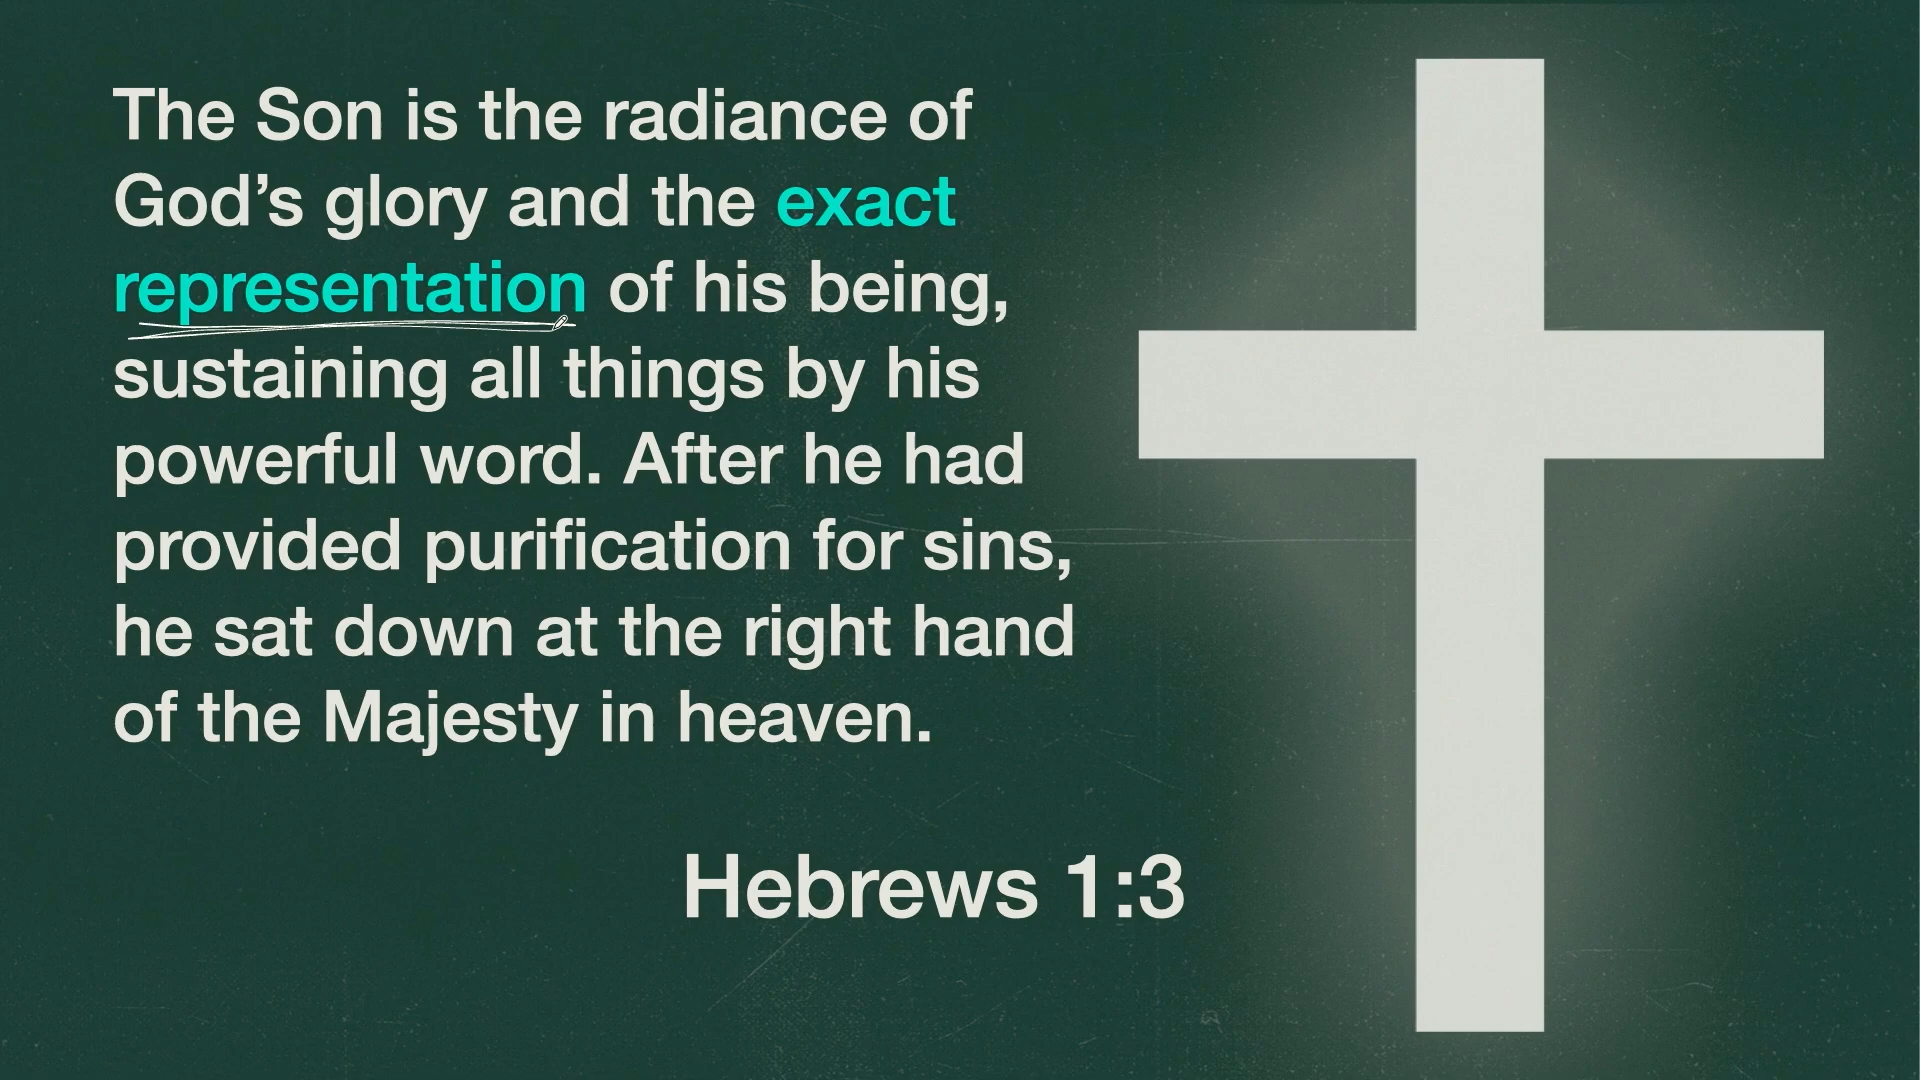 The Son is the radiance of
God’s glory and the exact
representation of his being,
sustaining all things by his
powerful word. After he had
provided purification for sins,
he sat down at the right hand
of the Majesty in heaven.
Hebrews 1:3